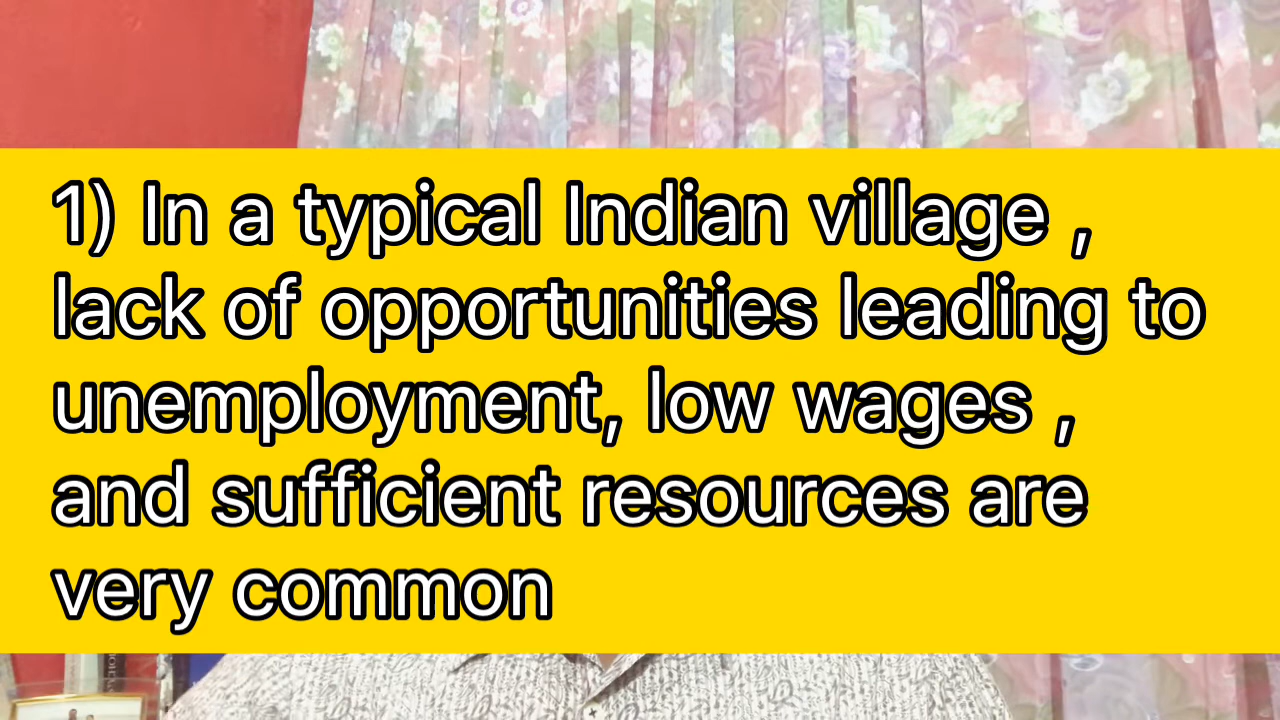 1) In a typical Indian village ,
lack of opportunities leading to
unemployment, low wages ,
and sufficient resources are
very common